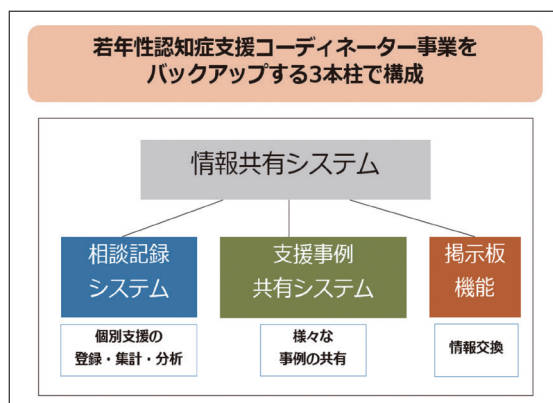 若年性認知症支援コーディネーター事業を
バックアップする3本柱で構成
情報共有システム
相談記録
システム
支援事例
共有システム
掲示板
機能
個別支援の
登録・集計・分析
様々な
事例の共有
情報交換